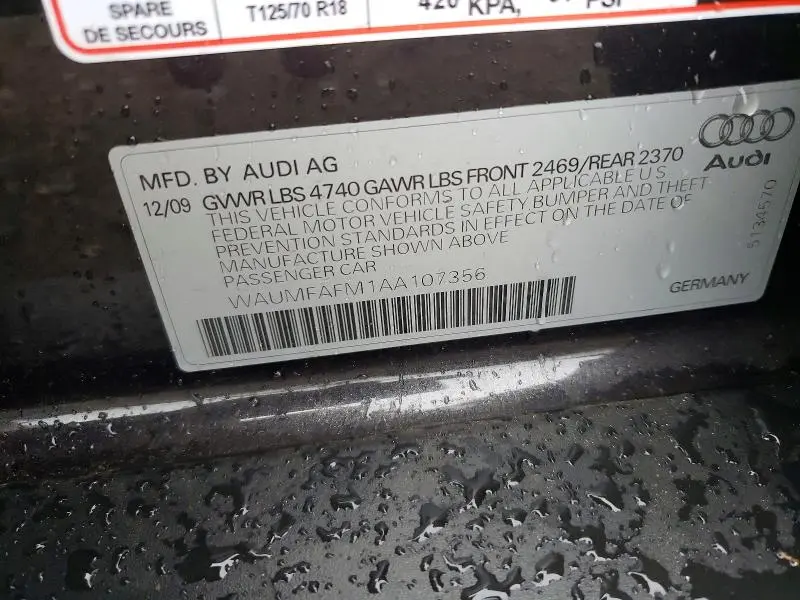 SPARE
DE SECOURS
T125/70 R18
420 KPA,
PSI
MFD. BY AUDI AG
12/09 GVWR LBS 4740 GAWR LBS FRONT 2469/REAR 2370
THIS VEHICLE CONFORMS TO ALL APPLICABLE U S
FEDERAL MOTOR VEHICLE SAFETY BUMPER AND THEFT
PREVENTION STANDARDS IN EFFECT ON THE DATE OF
MANUFACTURE SHOWN ABOVE
PASSENGER CAR
WAUMFAFM1AA107356
Audi
5134570
GERMANY